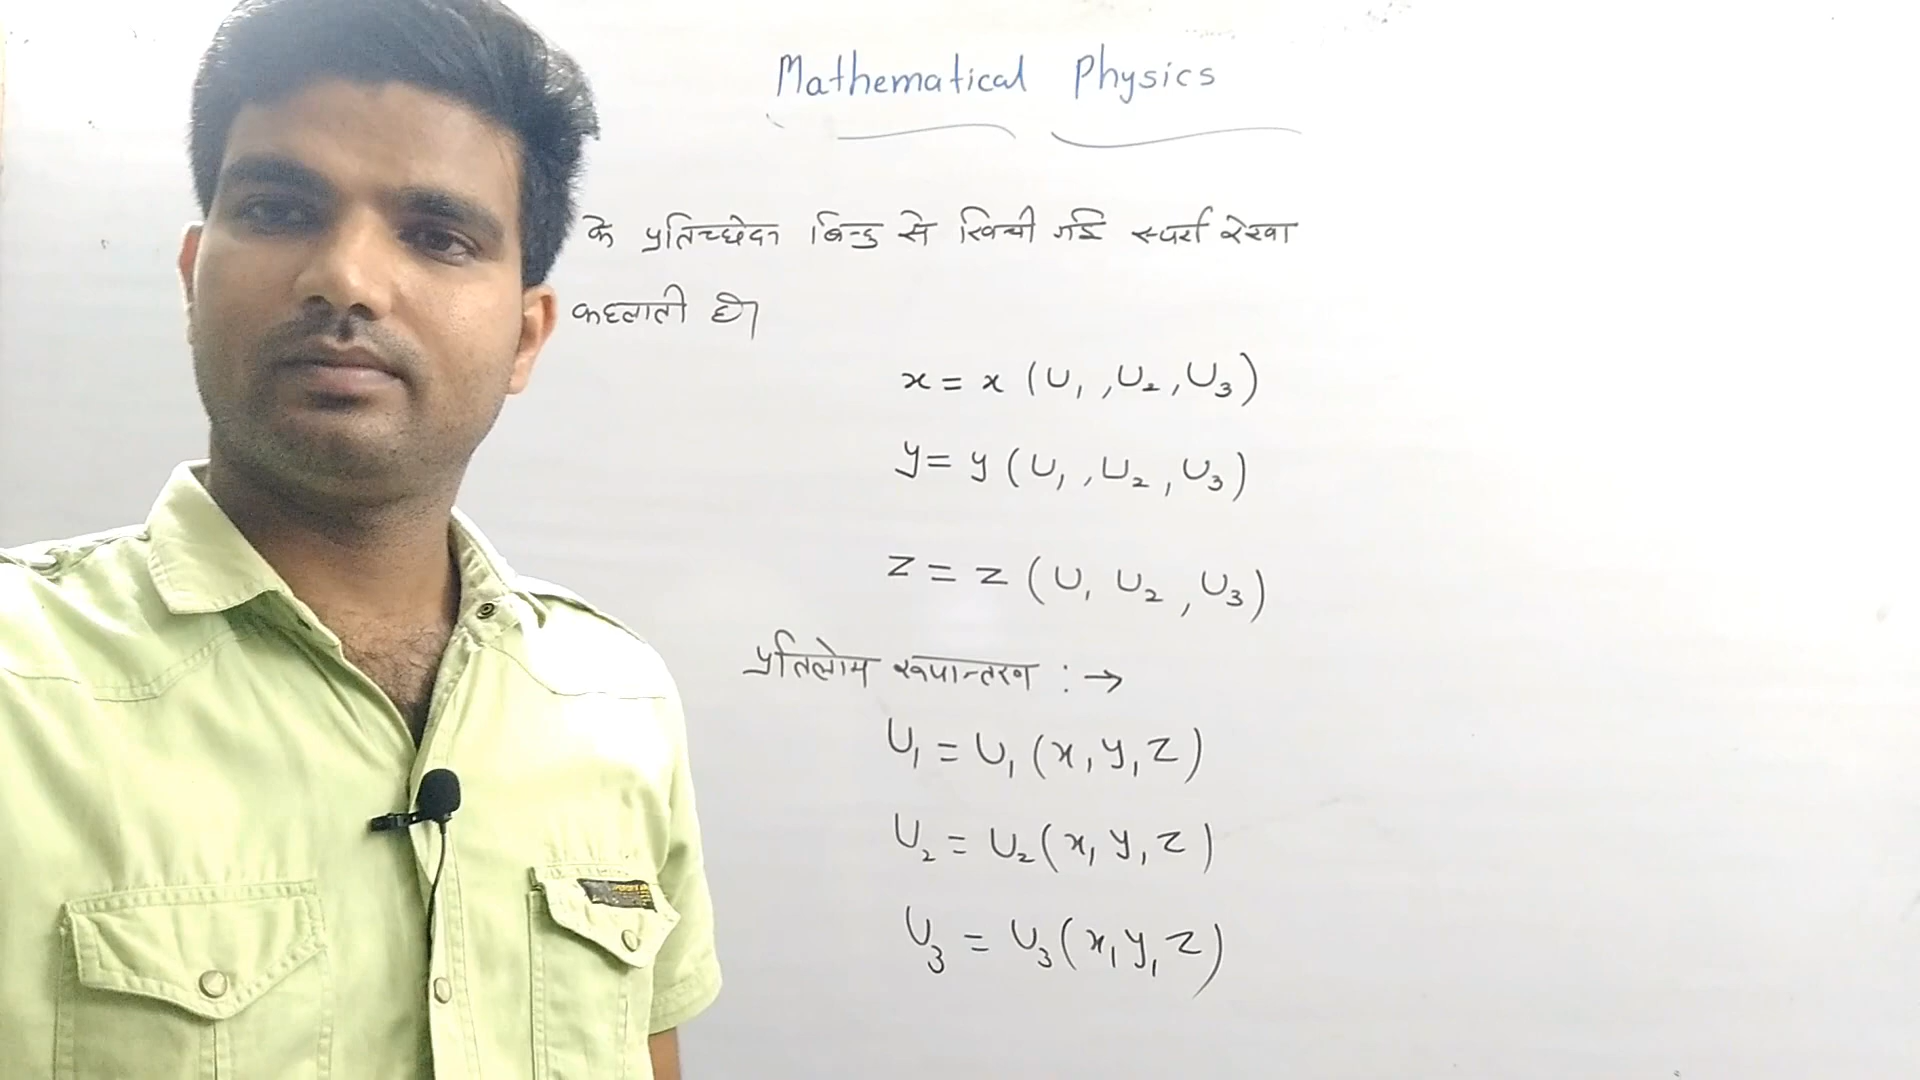 Mathematical Physics
के प्रतिच्छेदन बिन्दु से खिची गई स्पर्श रेखा
कहलाती है।
x = x (U₁ , U₂ , U₃)
y = y (U₁ , U₂ , U₃)
z = z (U₁ U₂ , U₃)
प्रतिलोम रूपान्तरण : →
U₁ = U₁ (x, y, z)
U₂ = U₂ (x, y, z)
U₃ = U₃ (x, y, z)